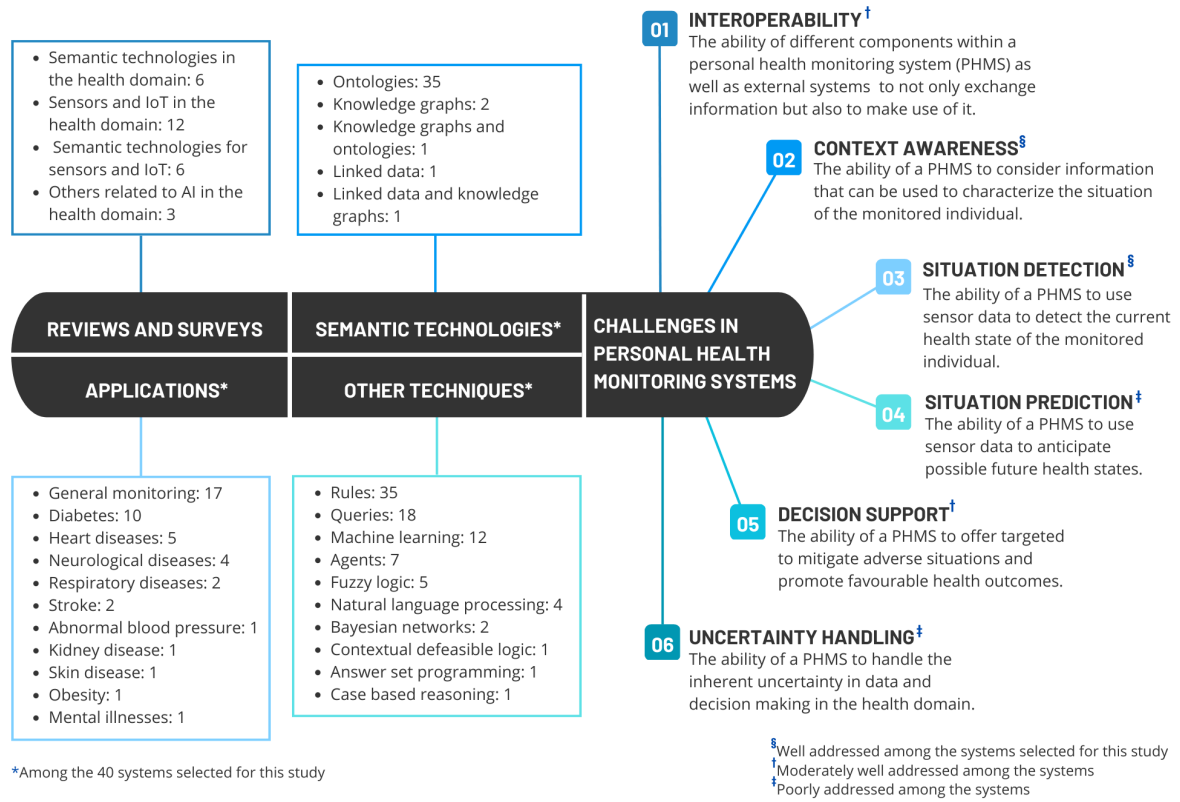 • Semantic technologies in
the health domain: 6
• Sensors and IoT in the
health domain: 12
• Semantic technologies for
sensors and IoT: 6
• Others related to AI in the
health domain: 3
• Ontologies: 35
• Knowledge graphs: 2
• Knowledge graphs and
ontologies: 1
• Linked data: 1
• Linked data and knowledge
graphs: 1
REVIEWS AND SURVEYS
SEMANTIC TECHNOLOGIES*
APPLICATIONS*
OTHER TECHNIQUES*
CHALLENGES IN
PERSONAL HEALTH
MONITORING SYSTEMS
• General monitoring: 17
• Diabetes: 10
• Heart diseases: 5
• Neurological diseases: 4
• Respiratory diseases: 2
• Stroke: 2
• Abnormal blood pressure: 1
• Kidney disease: 1
• Skin disease: 1
• Obesity: 1
• Mental illnesses: 1
• Rules: 35
• Queries: 18
• Machine learning: 12
• Agents: 7
• Fuzzy logic: 5
• Natural language processing: 4
• Bayesian networks: 2
• Contextual defeasible logic: 1
• Answer set programming: 1
• Case based reasoning: 1
01
INTEROPERABILITY†
The ability of different components within a
personal health monitoring system (PHMS) as
well as external systems to not only exchange
information but also to make use of it.
02
CONTEXT AWARENESS§
The ability of a PHMS to consider information
that can be used to characterize the situation
of the monitored individual.
03
SITUATION DETECTION§
The ability of a PHMS to use
sensor data to detect the current
health state of the monitored
individual.
04
SITUATION PREDICTION‡
The ability of a PHMS to use
sensor data to anticipate
possible future health states.
05
DECISION SUPPORT†
The ability of a PHMS to offer targeted
to mitigate adverse situations and
promote favourable health outcomes.
06
UNCERTAINTY HANDLING‡
The ability of a PHMS to handle the
inherent uncertainty in data and
decision making in the health domain.
*Among the 40 systems selected for this study
§Well addressed among the systems selected for this study
†Moderately well addressed among the systems
‡Poorly addressed among the systems